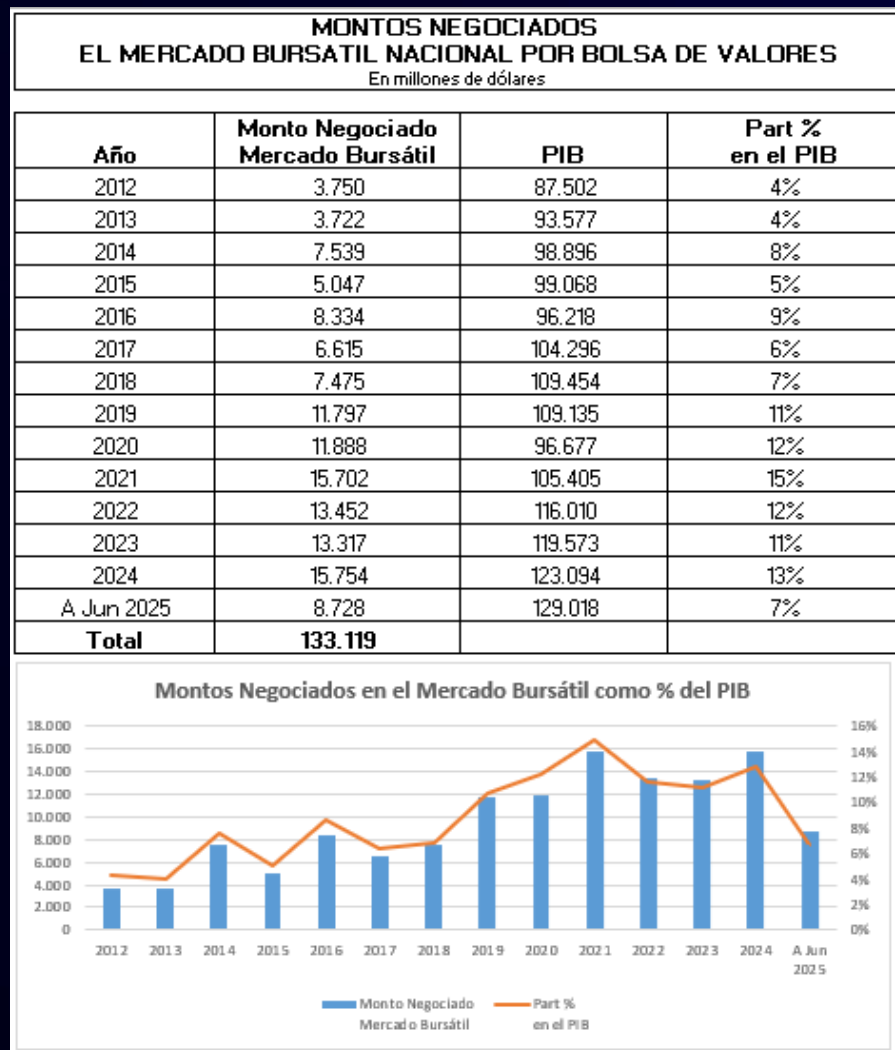 MONTOS NEGOCIADOS
EL MERCADO BURSATIL NACIONAL POR BOLSA DE VALORES
En millones de dólares
Año Monto Negociado Mercado Bursátil PIB Part % en el PIB
2012 3.750 87.502 4%
2013 3.722 93.577 4%
2014 7.539 98.896 8%
2015 5.047 99.068 5%
2016 8.334 96.218 9%
2017 6.615 104.296 6%
2018 7.475 109.454 7%
2019 11.797 109.135 11%
2020 11.888 96.677 12%
2021 15.702 105.405 15%
2022 13.452 116.010 12%
2023 13.317 119.573 11%
2024 15.754 123.094 13%
A Jun 2025 8.728 129.018 7%
Total 133.119
Montos Negociados en el Mercado Bursátil como % del PIB
18.000 16%
16.000 14%
14.000 12%
12.000 10%
10.000 8%
8.000 6%
6.000 4%
4.000 2%
2.000 0%
0
2012 2013 2014 2015 2016 2017 2018 2019 2020 2021 2022 2023 2024 A Jun
2025
Monto Negociado Part %
Mercado Bursátil en el PIB